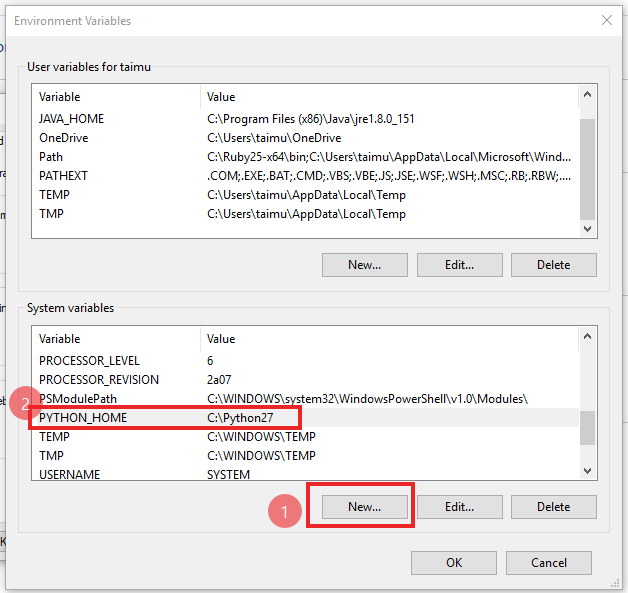 Environment Variables
User variables for taimu
Variable Value
JAVA_HOME C:\Program Files (x86)\Java\jre1.8.0_151
OneDrive C:\Users\taimu\OneDrive
Path C:\Ruby25-x64\bin;C:\Users\taimu\AppData\Local\Microsoft\Wind...
PATHEXT .COM;.EXE;.BAT;.CMD;.VBS;.VBE;.JS;.JSE;.WSF;.WSH;.MSC;.RB;.RBW;....
TEMP C:\Users\taimu\AppData\Local\Temp
TMP C:\Users\taimu\AppData\Local\Temp
New... Edit... Delete
System variables
Variable Value
PROCESSOR_LEVEL 6
PROCESSOR_REVISION 2a07
PSModulePath C:\WINDOWS\system32\WindowsPowerShell\v1.0\Modules\
2
PYTHON_HOME C:\Python27
TEMP C:\WINDOWS\TEMP
TMP C:\WINDOWS\TEMP
USERNAME SYSTEM
1 New... Edit... Delete
OK Cancel